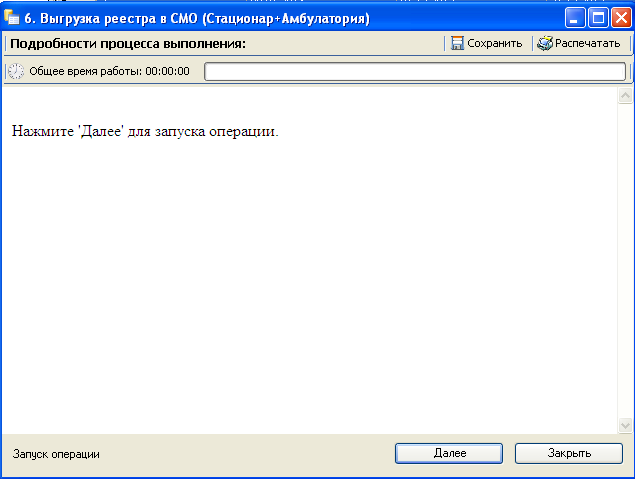 6. Выгрузка реестра в СМО (Стационар+Амбулатория)
Подробности процесса выполнения:
Сохранить
Распечатать
Общее время работы: 00:00:00
Нажмите 'Далее' для запуска операции.
Запуск операции
Далее
Закрыть